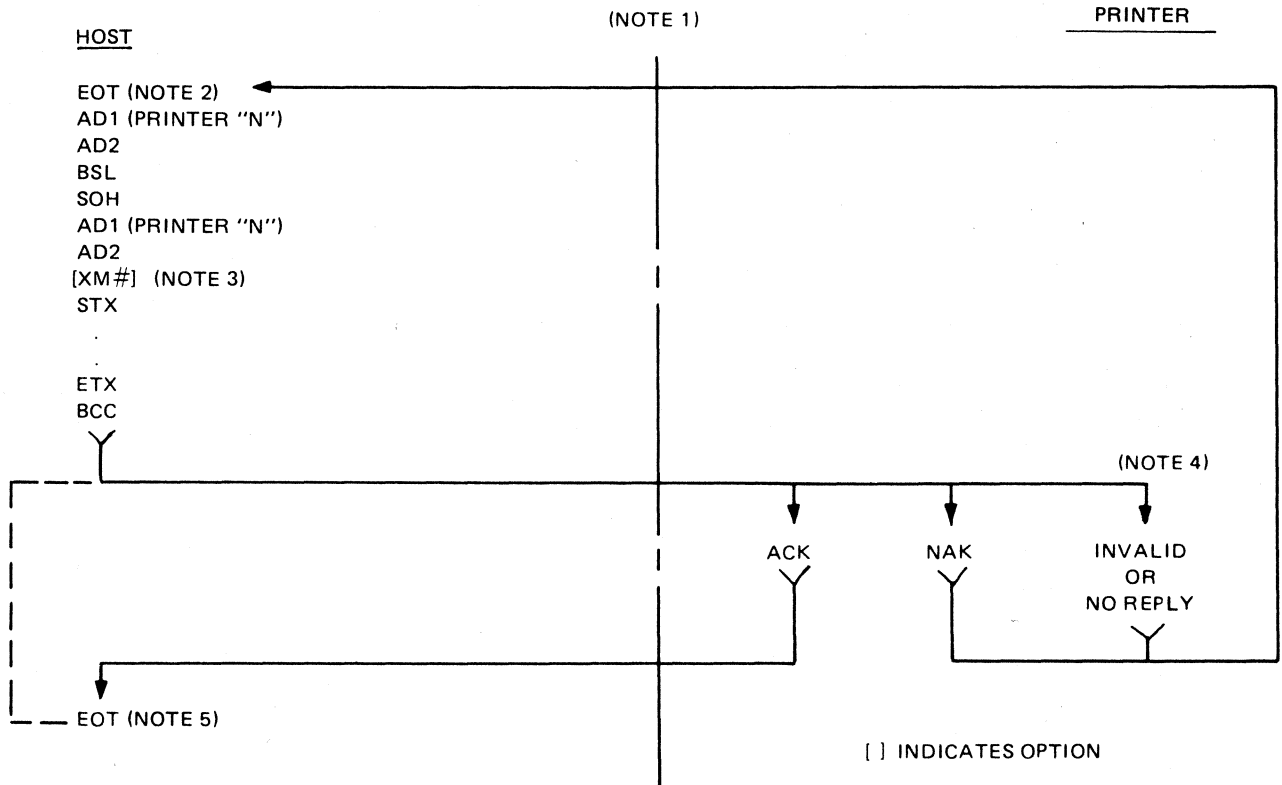 (NOTE 1)
PRINTER
HOST
EOT (NOTE 2)
AD1 (PRINTER "N")
AD2
BSL
SOH
AD1 (PRINTER "N")
AD2
[XM#] (NOTE 3)
STX
.
.
ETX
BCC
(NOTE 4)
ACK
NAK
INVALID
OR
NO REPLY
EOT (NOTE 5)
[ ] INDICATES OPTION